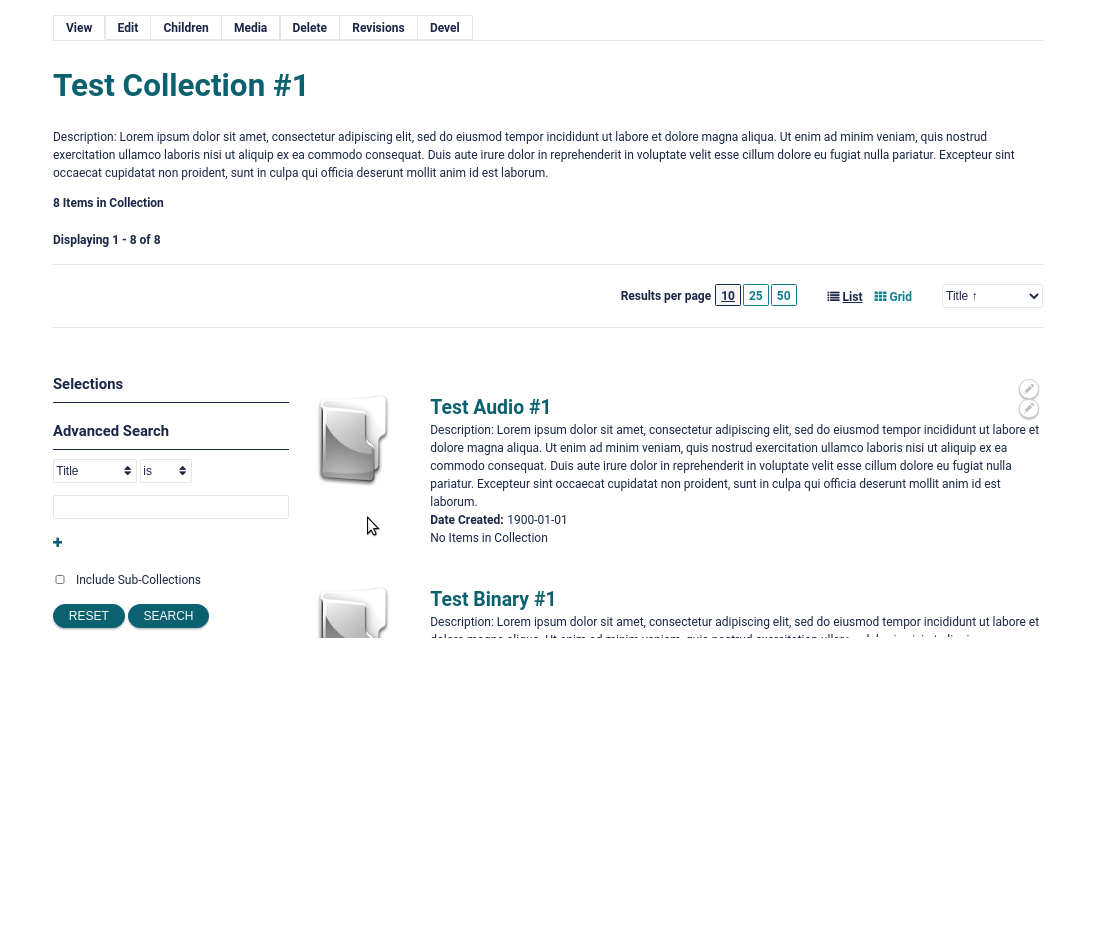 View Edit Children Media Delete Revisions Devel
Test Collection #1
Description: Lorem ipsum dolor sit amet, consectetur adipiscing elit, sed do eiusmod tempor incididunt ut labore et dolore magna aliqua. Ut enim ad minim veniam, quis nostrud
exercitation ullamco laboris nisi ut aliquip ex ea commodo consequat. Duis aute irure dolor in reprehenderit in voluptate velit esse cillum dolore eu fugiat nulla pariatur. Excepteur sint
occaecat cupidatat non proident, sunt in culpa qui officia deserunt mollit anim id est laborum.
8 Items in Collection
Displaying 1 - 8 of 8
Results per page 10 25 50 List Grid Title ↑
Selections
Advanced Search
Title is
Include Sub-Collections
RESET SEARCH
Test Audio #1
Description: Lorem ipsum dolor sit amet, consectetur adipiscing elit, sed do eiusmod tempor incididunt ut labore et
dolore magna aliqua. Ut enim ad minim veniam, quis nostrud exercitation ullamco laboris nisi ut aliquip ex ea
commodo consequat. Duis aute irure dolor in reprehenderit in voluptate velit esse cillum dolore eu fugiat nulla
pariatur. Excepteur sint occaecat cupidatat non proident, sunt in culpa qui officia deserunt mollit anim id est
laborum.
Date Created: 1900-01-01
No Items in Collection
Test Binary #1
Description: Lorem ipsum dolor sit amet, consectetur adipiscing elit, sed do eiusmod tempor incididunt ut labore et